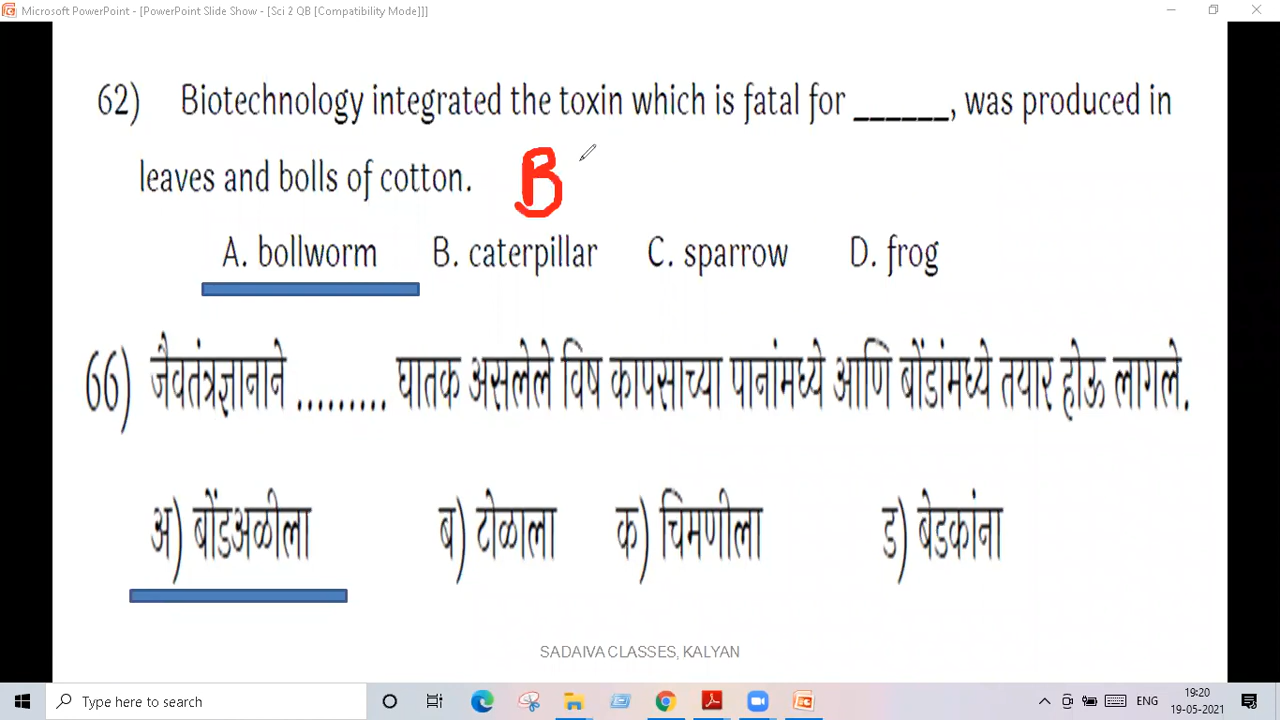 Microsoft PowerPoint - [PowerPoint Slide Show - [Sci 2 QB [Compatibility Mode]]]
62) Biotechnology integrated the toxin which is fatal for ______, was produced in
leaves and bolls of cotton. B
A. bollworm B. caterpillar C. sparrow D. frog
66) जैवतंत्रज्ञानाने ......... घातक असलेले विष कापसाच्या पानांमध्ये आणि बोंडांमध्ये तयार होऊ लागले.
अ) बोंडअळीला ब) टोळाला क) चिमणीला ड) बेडकांना
SADAIVA CLASSES, KALYAN
Type here to search ENG 19:20
19-05-2021